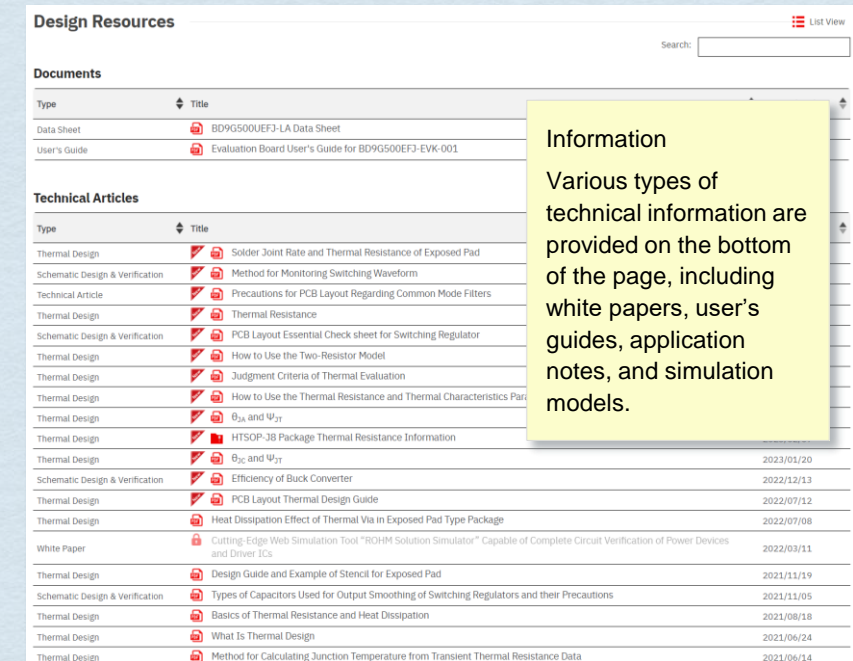 Design Resources
List View
Search:
Documents
Type Title
Data Sheet BD9G500UEFJ-LA Data Sheet
User's Guide Evaluation Board User's Guide for BD9G500EFJ-EVK-001
Information
Various types of
technical information are
provided on the bottom
of the page, including
white papers, user's
guides, application
notes, and simulation
models.
Technical Articles
Type Title
Thermal Design Solder Joint Rate and Thermal Resistance of Exposed Pad
Schematic Design & Verification Method for Monitoring Switching Waveform
Technical Article Precautions for PCB Layout Regarding Common Mode Filters
Thermal Design Thermal Resistance
Schematic Design & Verification PCB Layout Essential Check sheet for Switching Regulator
Thermal Design How to Use the Two-Resistor Model
Thermal Design Judgment Criteria of Thermal Evaluation
Thermal Design How to Use the Thermal Resistance and Thermal Characteristics Par
Thermal Design θJA and ΨJT
Thermal Design HTSOP-J8 Package Thermal Resistance Information
Thermal Design θJC and ΨJT 2023/01/20
Schematic Design & Verification Efficiency of Buck Converter 2022/12/13
Thermal Design PCB Layout Thermal Design Guide 2022/07/12
Thermal Design Heat Dissipation Effect of Thermal Via in Exposed Pad Type Package 2022/07/08
White Paper Cutting-Edge Web Simulation Tool "ROHM Solution Simulator" Capable of Complete Circuit Verification of Power Devices
and Driver ICs 2022/03/11
Thermal Design Design Guide and Example of Stencil for Exposed Pad 2021/11/19
Schematic Design & Verification Types of Capacitors Used for Output Smoothing of Switching Regulators and their Precautions 2021/11/05
Thermal Design Basics of Thermal Resistance and Heat Dissipation 2021/08/18
Thermal Design What Is Thermal Design 2021/06/24
Thermal Design Method for Calculating Junction Temperature from Transient Thermal Resistance Data 2021/06/14